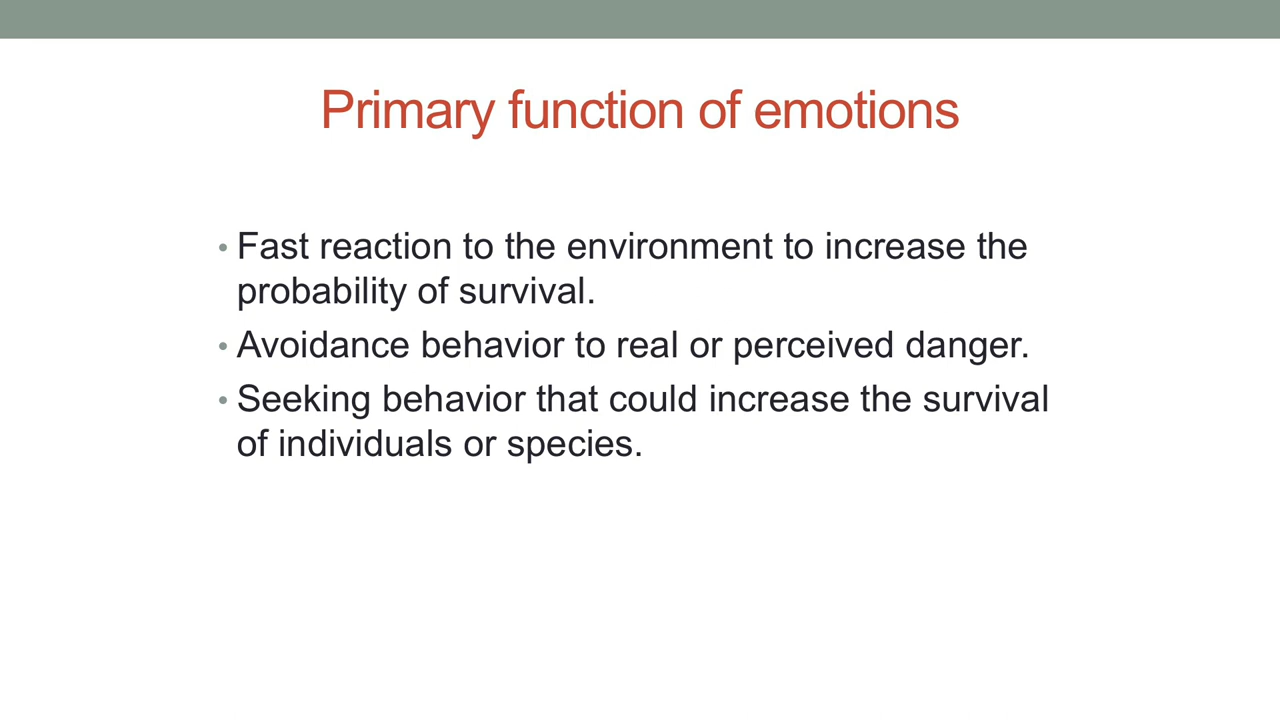 Primary function of emotions
• Fast reaction to the environment to increase the
probability of survival.
• Avoidance behavior to real or perceived danger.
• Seeking behavior that could increase the survival
of individuals or species.